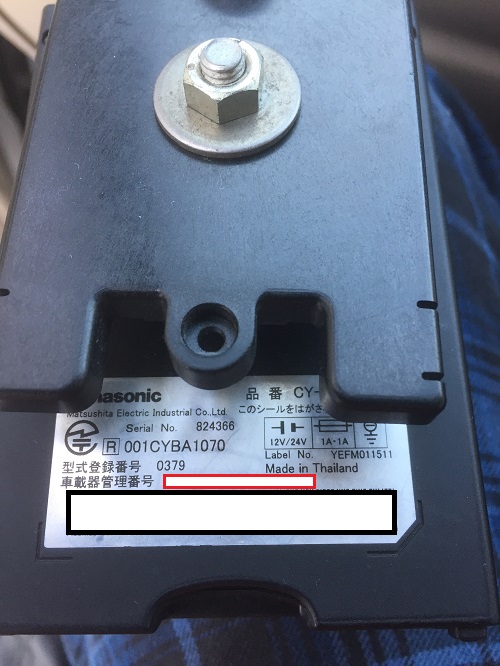 Panasonic 品番 CY-
Matsushita Electric Industrial Co.,Ltd. このシールをはがさ
Serial No. 824366
R 001CYBA1070 12V/24V 1A-1A
Label No. YEFM011511
型式登録番号 0379 Made in Thailand
車載器管理番号